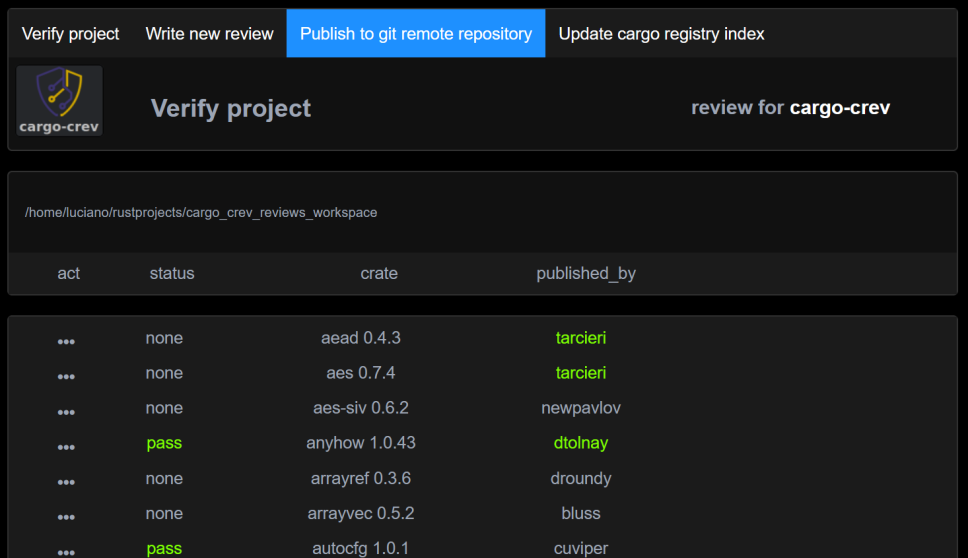 Verify project Write new review Publish to git remote repository Update cargo registry index
cargo-crev
Verify project
review for cargo-crev
/home/luciano/rustprojects/cargo_crev_reviews_workspace
act status crate published_by
... none aead 0.4.3 tarcieri
... none aes 0.7.4 tarcieri
... none aes-siv 0.6.2 newpavlov
... pass anyhow 1.0.43 dtolnay
... none arrayref 0.3.6 droundy
... none arrayvec 0.5.2 bluss
... pass autocfg 1.0.1 cuviper